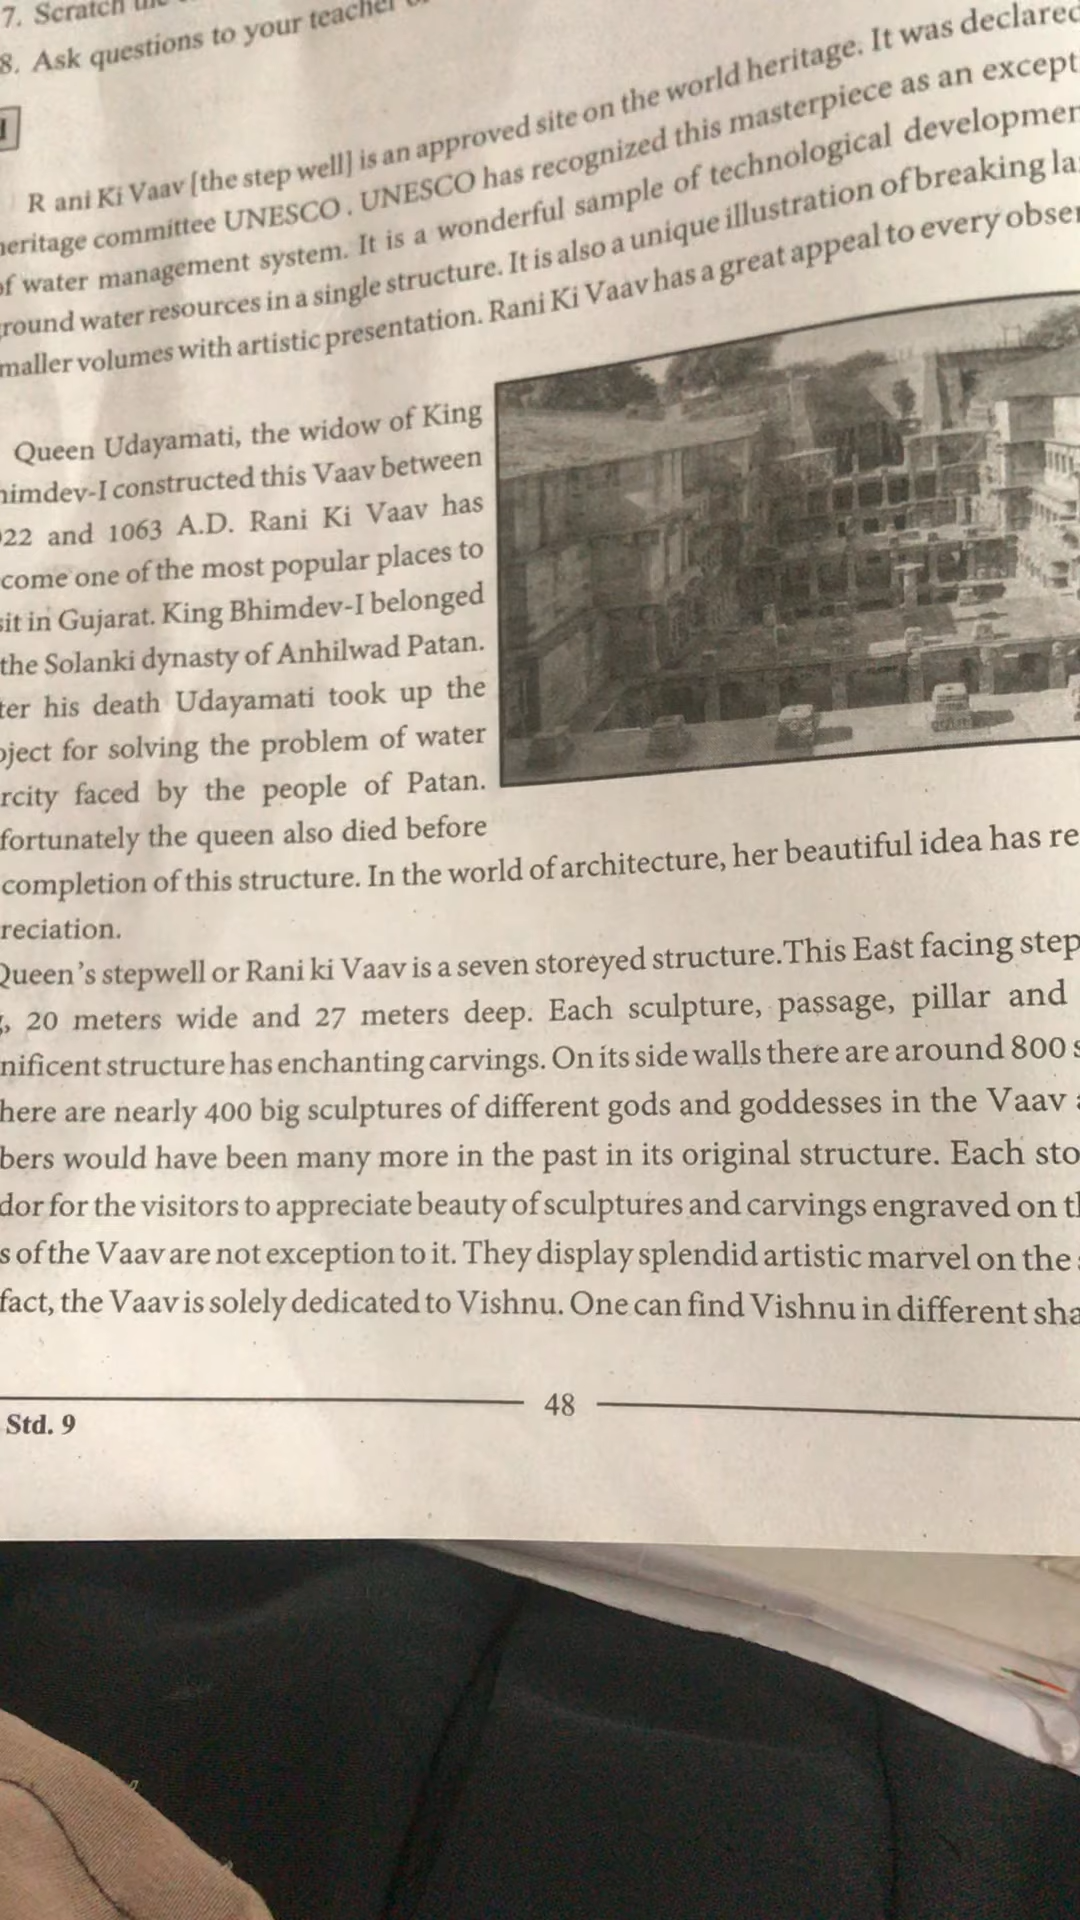 7. Scratch
8. Ask questions to your teacher
R ani Ki Vaav [the step well] is an approved site on the world heritage. It was declared
heritage committee UNESCO . UNESCO has recognized this masterpiece as an except
of water management system. It is a wonderful sample of technological developmen
round water resources in a single structure. It is also a unique illustration of breaking la
maller volumes with artistic presentation. Rani Ki Vaav has a great appeal to every obser
Queen Udayamati, the widow of King
himdev-I constructed this Vaav between
022 and 1063 A.D. Rani Ki Vaav has
come one of the most popular places to
sit in Gujarat. King Bhimdev-I belonged
the Solanki dynasty of Anhilwad Patan.
ter his death Udayamati took up the
oject for solving the problem of water
rcity faced by the people of Patan.
fortunately the queen also died before
completion of this structure. In the world of architecture, her beautiful idea has re
reciation.
Queen's stepwell or Rani ki Vaav is a seven storeyed structure.This East facing step
, 20 meters wide and 27 meters deep. Each sculpture, passage, pillar and
nificent structure has enchanting carvings. On its side walls there are around 800 s
here are nearly 400 big sculptures of different gods and goddesses in the Vaav
bers would have been many more in the past in its original structure. Each sto
dor for the visitors to appreciate beauty of sculptures and carvings engraved on th
s of the Vaav are not exception to it. They display splendid artistic marvel on the
fact, the Vaav is solely dedicated to Vishnu. One can find Vishnu in different sha
48
Std. 9